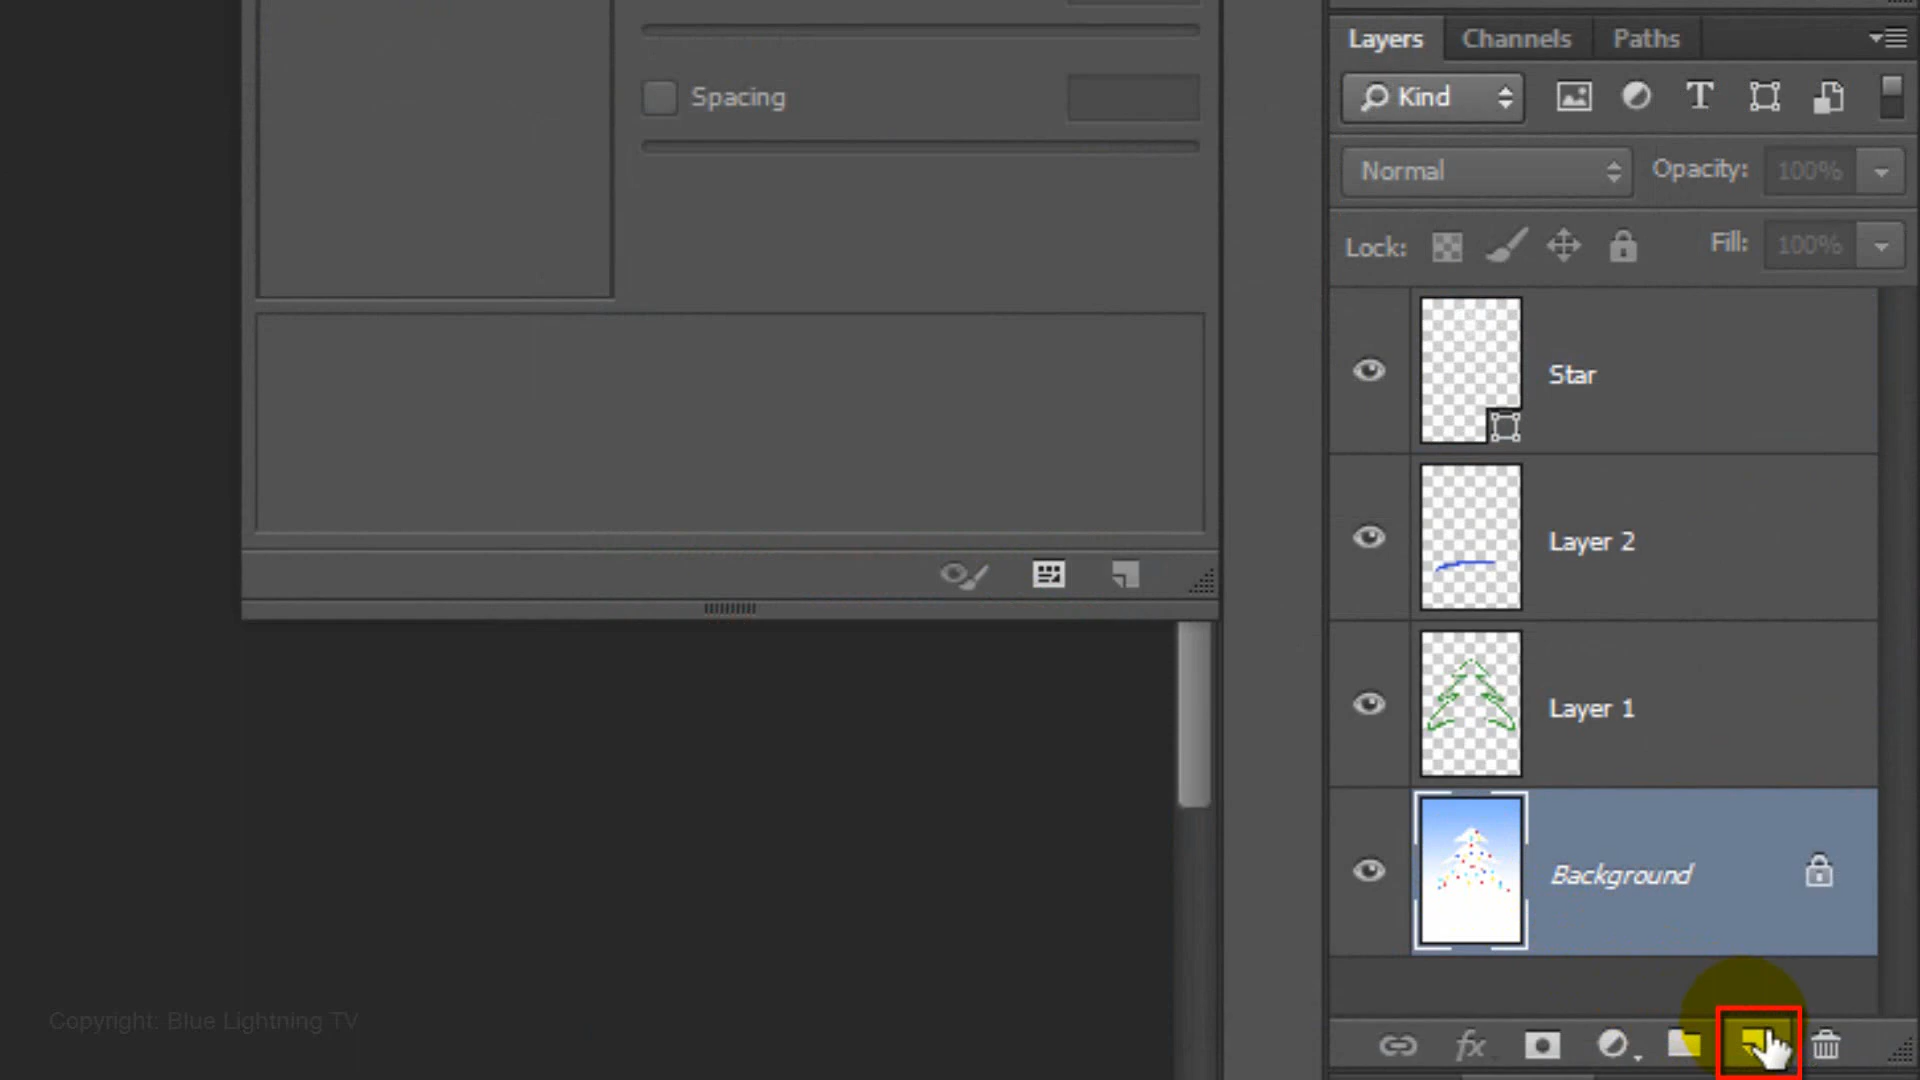 Layers Channels Paths
Spacing
Kind
Normal Opacity: 100%
Lock: Fill: 100%
Star
Layer 2
Layer 1
Background
fx
Copyright: Blue Lightning TV